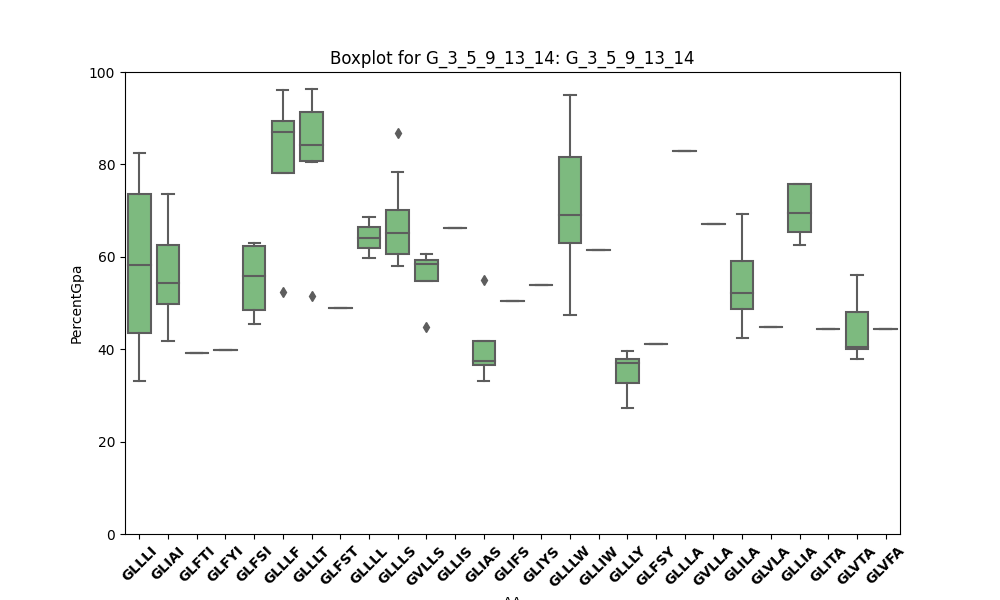 Boxplot for G_3_5_9_13_14: G_3_5_9_13_14
100
80
60
40
20
0
PercentGpa
GLLLI GLIAI GLFTI GLFYI GLFSI GLLLF GLLLT GLFST GLLLL GLLLS GVLLS GLLIS GLIAS GLIFS GLIYS GLLLW GLLIW GLLLY GLFSY GLLLA GVLLA GLILA GLVLA GLLIA GLITA GLVTA GLVFA